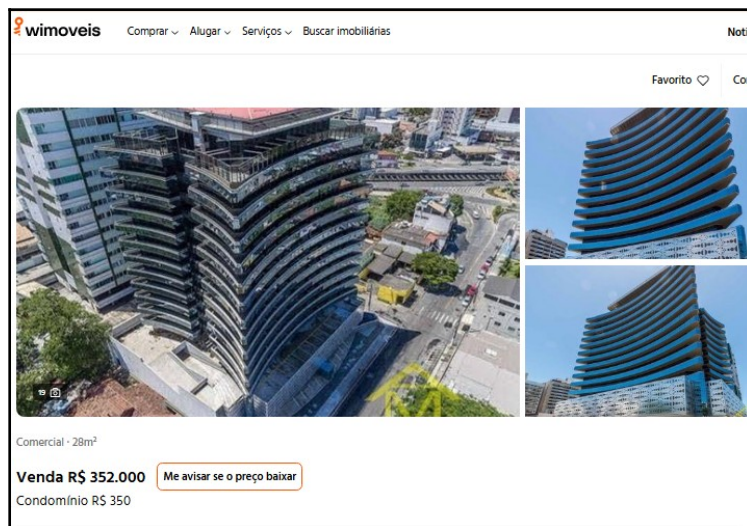 wimoveis
Comprar Alugar Serviços Buscar imobiliárias
Favorito
19
Comercial · 28m²
Venda R$ 352.000 Me avisar se o preço baixar
Condomínio R$ 350